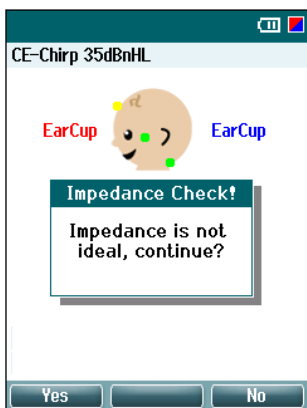 CE-Chirp 35dBnHL
EarCup EarCup
Impedance Check!
Impedance is not
ideal, continue?
Yes No